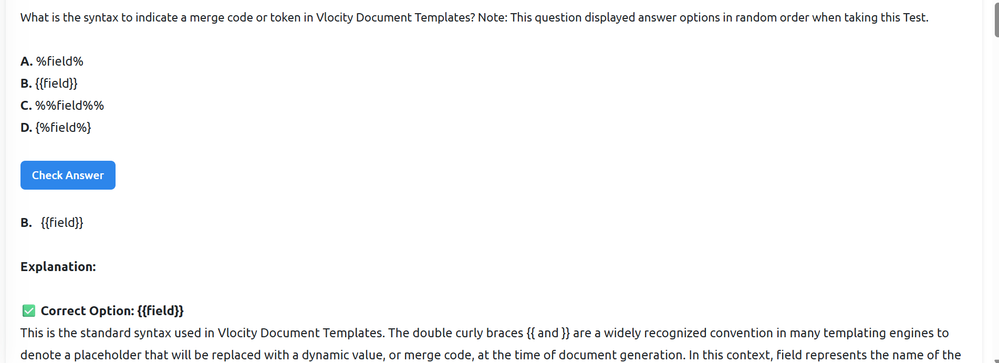 What is the syntax to indicate a merge code or token in Vlocity Document Templates? Note: This question displayed answer options in random order when taking this Test.
A. %field%
B. {{field}}
C. %%field%%
D. {%field%}
Check Answer
B. {{field}}
Explanation:
✅ Correct Option: {{field}}
This is the standard syntax used in Vlocity Document Templates. The double curly braces {{ and }} are a widely recognized convention in many templating engines to
denote a placeholder that will be replaced with a dynamic value, or merge code, at the time of document generation. In this context, field represents the name of the